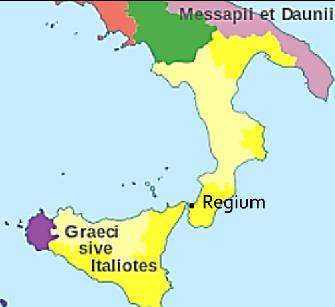 Messapii et Daunii
Regium
Graeci
sive
Italiotes